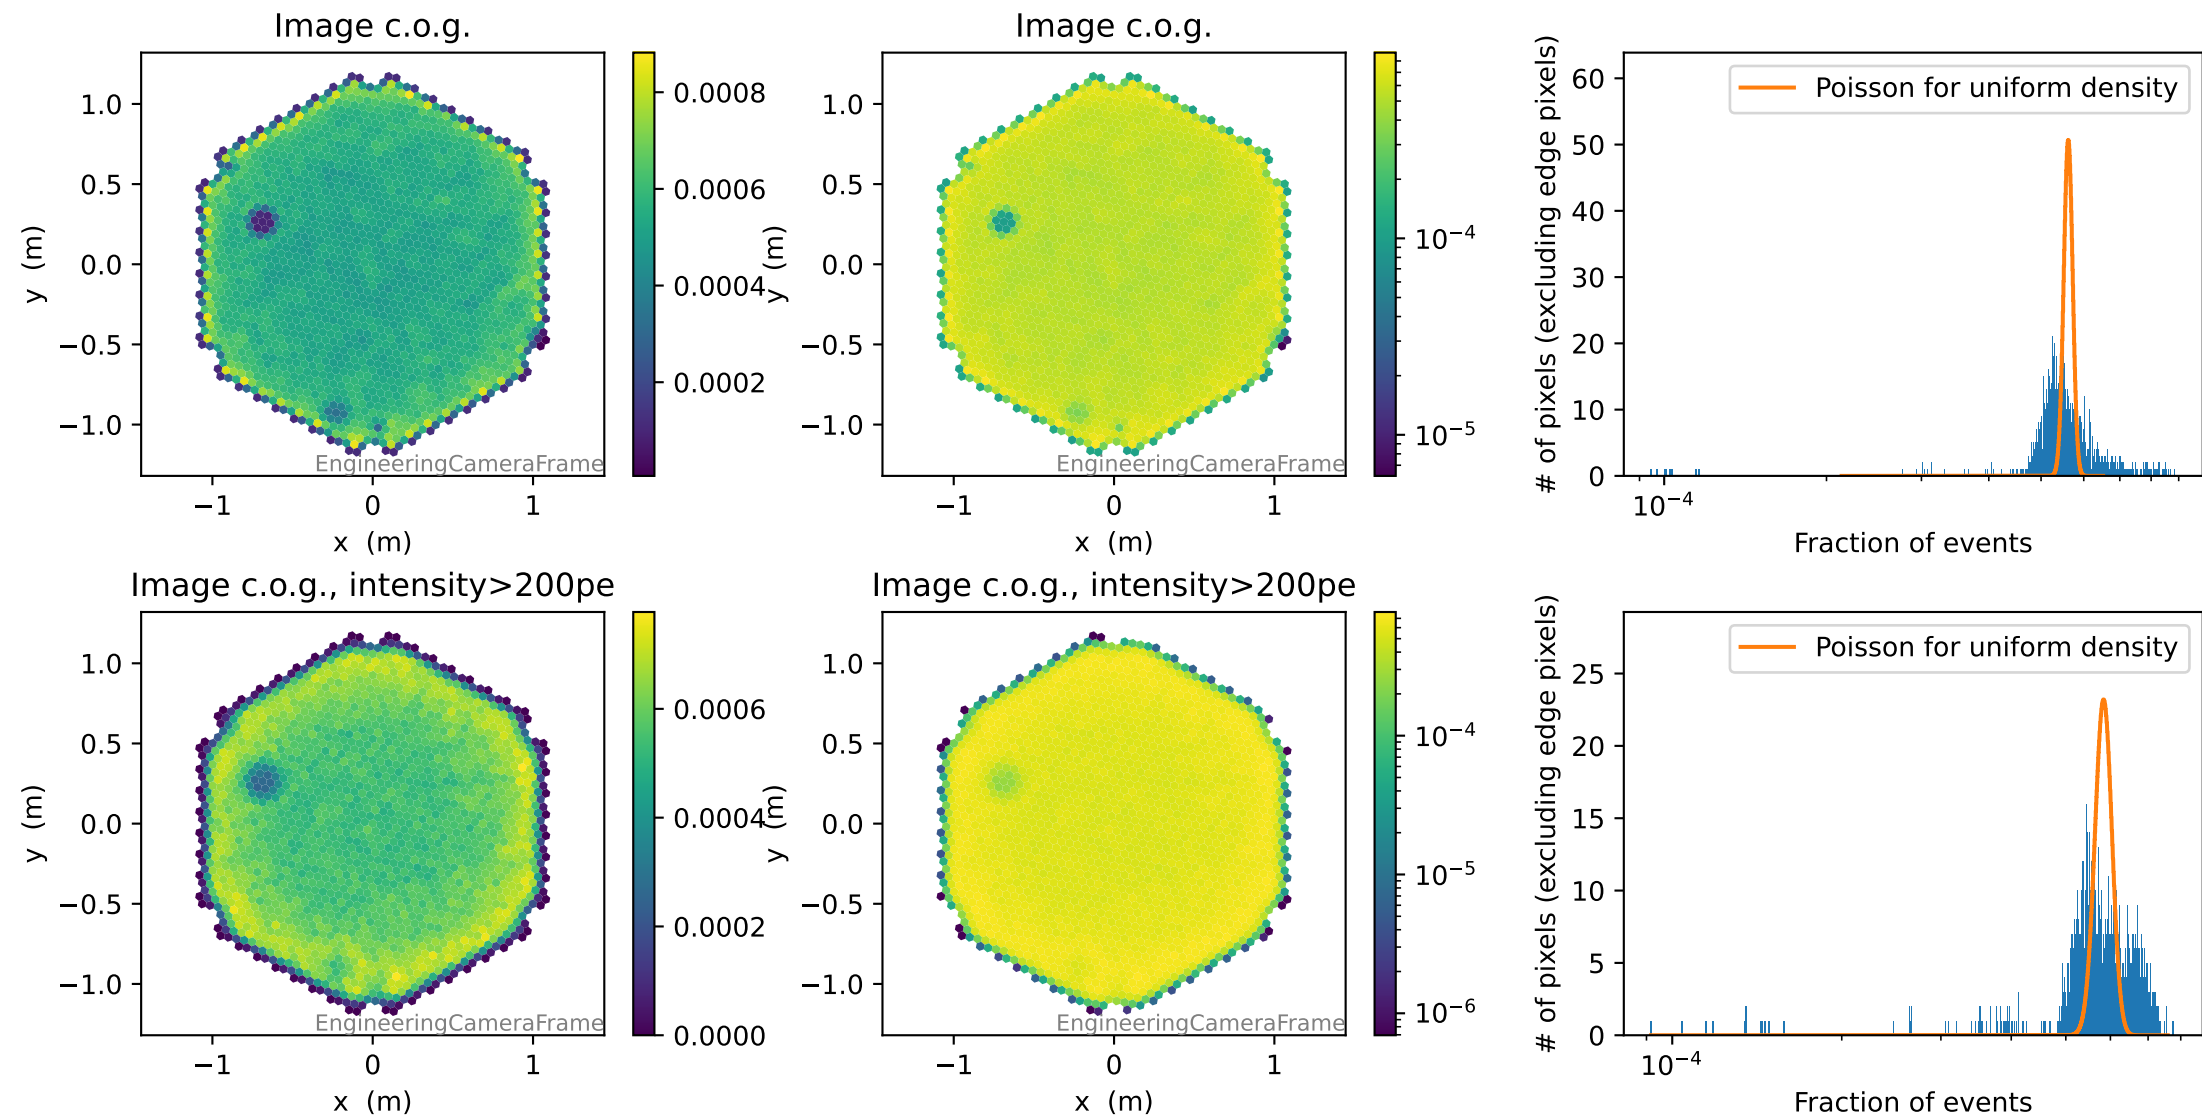 Image c.o.g.
1.0
0.5
0.0
−0.5
−1.0
y (m)
−1
0
1
x (m)
EngineeringCameraFrame
0.0008
0.0006
0.0004
0.0002
Image c.o.g.
1.0
0.5
0.0
−0.5
−1.0
y (m)
−1
0
1
x (m)
EngineeringCameraFrame
10⁻⁴
10⁻⁵
# of pixels (excluding edge pixels)
60
50
40
30
20
10
0
10⁻⁴
Fraction of events
Poisson for uniform density
Image c.o.g., intensity>200pe
1.0
0.5
0.0
−0.5
−1.0
y (m)
−1
0
1
x (m)
EngineeringCameraFrame
0.0006
0.0004
0.0002
0.0000
Image c.o.g., intensity>200pe
1.0
0.5
0.0
−0.5
−1.0
y (m)
−1
0
1
x (m)
EngineeringCameraFrame
10⁻⁴
10⁻⁵
10⁻⁶
# of pixels (excluding edge pixels)
25
20
15
10
5
0
10⁻⁴
Fraction of events
Poisson for uniform density